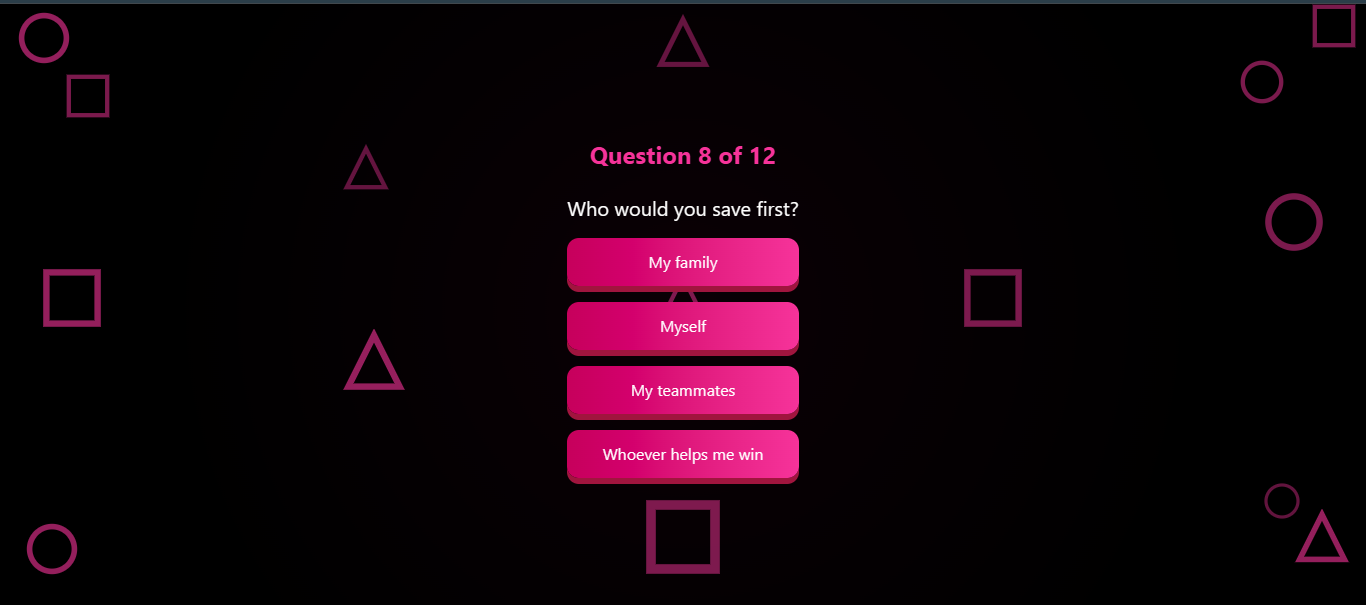 Question 8 of 12
Who would you save first?
My family
Myself
My teammates
Whoever helps me win